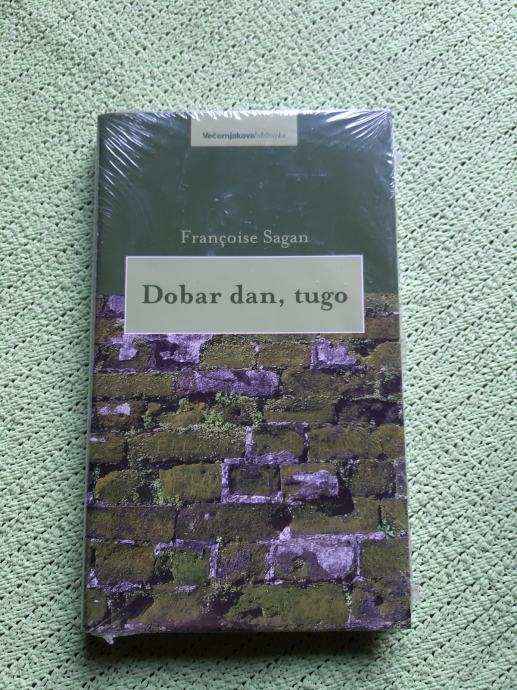 Večernjakova biblioteka
Françoise Sagan
Dobar dan, tugo